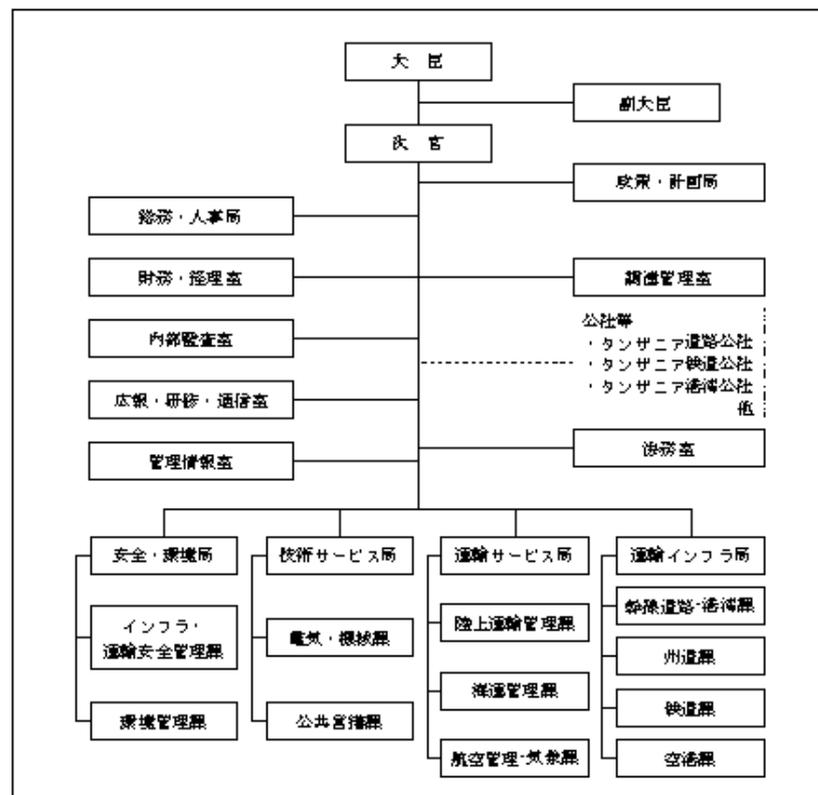 大 臣
副大臣
次 官
政策・計画局
総務・人事局
財務・経理室
調達管理室
内部監査室
公社等
・タンザニア道路公社
・タンザニア鉄道公社
・タンザニア港湾公社
他
広報・研修・通信室
法務室
管理情報室
安全・環境局
技術サービス局
運輸サービス局
運輸インフラ局
インフラ・
運輸安全管理課
環境管理課
電気・機械課
公共営繕課
陸上運輸管理課
海運管理課
航空管理・気象課
幹線道路・港湾課
州道課
鉄道課
空港課